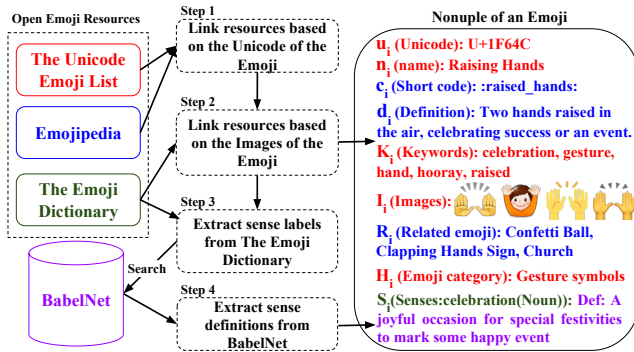 Open Emoji Resources
The Unicode
Emoji List
Emojipedia
The Emoji
Dictionary
BabelNet
Search
Step 1
Link resources based
on the Unicode of the
Emoji
Step 2
Link resources based
on the Images of the
Emoji
Step 3
Extract sense labels
from The Emoji
Dictionary
Step 4
Extract sense
definitions from
BabelNet
Nonuple of an Emoji
ui (Unicode): U+1F64C
ni (name): Raising Hands
ci (Short code): :raised_hands:
di (Definition): Two hands raised in
the air, celebrating success or an event.
Ki (Keywords): celebration, gesture,
hand, hooray, raised
Ii (Images):
Ri (Related emoji): Confetti Ball,
Clapping Hands Sign, Church
Hi (Emoji category): Gesture symbols
Si(Senses:celebration(Noun)): Def: A
joyful occasion for special festivities
to mark some happy event